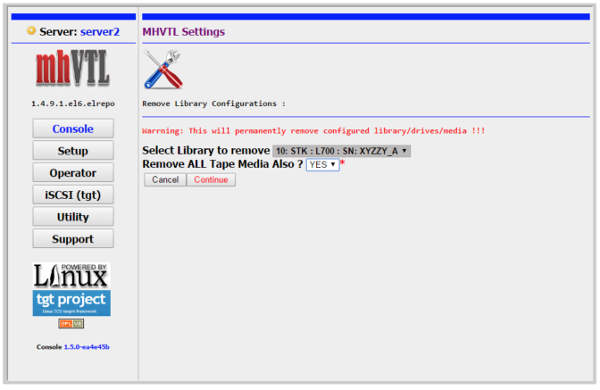 Server: server2
mhVTL
1.4.9.1.el6.elrepo
Console
Setup
Operator
iSCSI (tgt)
Utility
Support
POWERED BY
Linux
tgt project
Linux SCSI target framework
Console 1.5.0-ea4e45b
MHVTL Settings
Remove Library Configurations :
Warrning: This will permanently remove configured library/drives/media !!!
Select Library to remove 10: STK : L700 : SN: XYZZY_A
Remove ALL Tape Media Also ? YES *
Cancel Continue